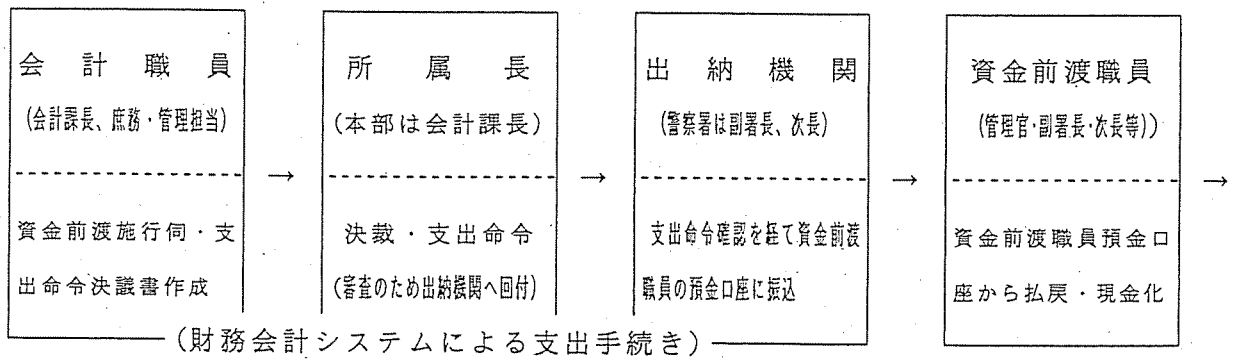 会計職員
(会計課長、庶務・管理担当)
資金前渡施行伺・支
出命令決議書作成
→
所属長
(本部は会計課長)
決裁・支出命令
(審査のため出納機関へ回付)
→
出納機関
(警察署は副署長、次長)
支出命令確認を経て資金前渡
職員の預金口座に振込
→
資金前渡職員
(管理官・副署長・次長等))
資金前渡職員預金口
座から払戻・現金化
→
(財務会計システムによる支出手続き)